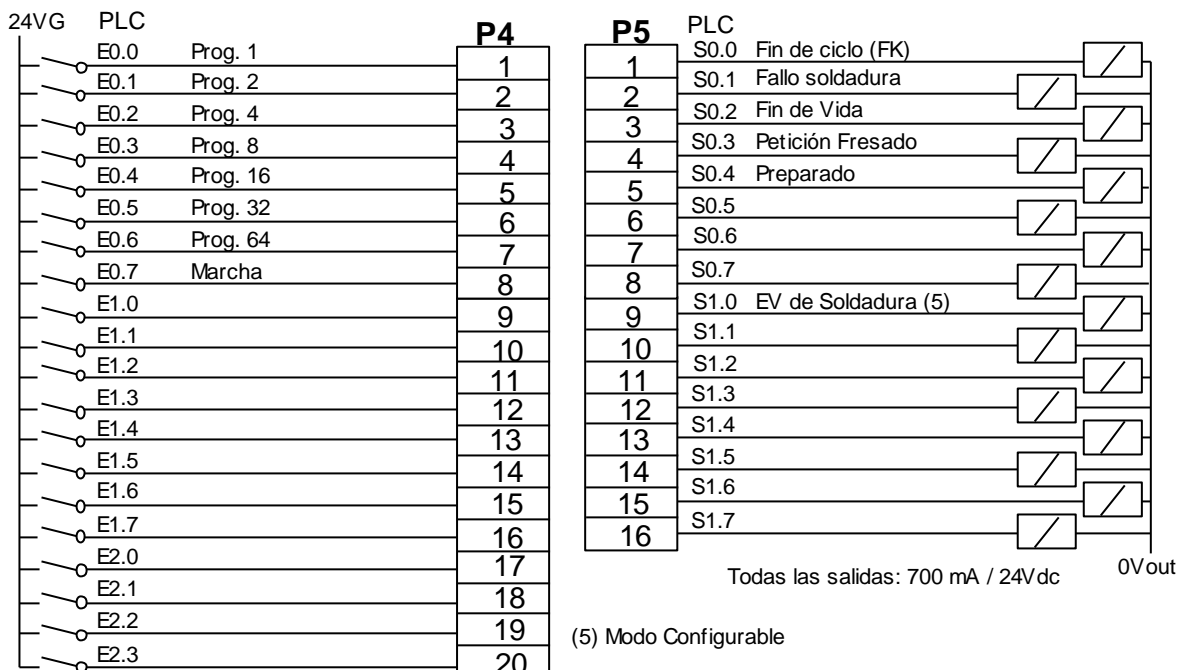 24VG PLC P4
E0.0 Prog. 1 1
E0.1 Prog. 2 2
E0.2 Prog. 4 3
E0.3 Prog. 8 4
E0.4 Prog. 16 5
E0.5 Prog. 32 6
E0.6 Prog. 64 7
E0.7 Marcha 8
E1.0 9
E1.1 10
E1.2 11
E1.3 12
E1.4 13
E1.5 14
E1.6 15
E1.7 16
E2.0 17
E2.1 18
E2.2 19
E2.3 20
P5 PLC
1 S0.0 Fin de ciclo (FK)
2 S0.1 Fallo soldadura
3 S0.2 Fin de Vida
4 S0.3 Petición Fresado
5 S0.4 Preparado
6 S0.5
7 S0.6
8 S0.7
9 S1.0 EV de Soldadura (5)
10 S1.1
11 S1.2
12 S1.3
13 S1.4
14 S1.5
15 S1.6
16 S1.7
0Vout
Todas las salidas: 700 mA / 24Vdc
(5) Modo Configurable